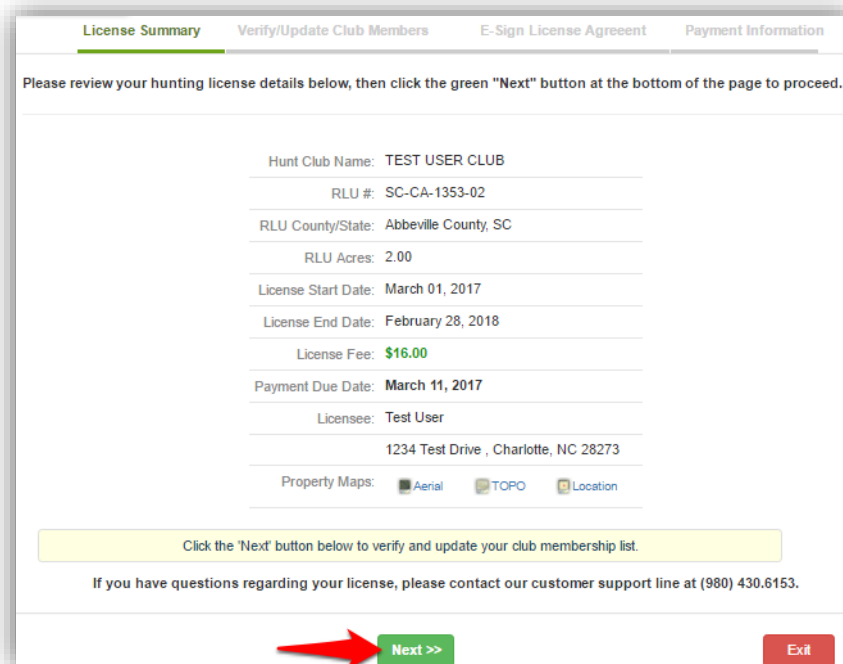 License Summary Verify/Update Club Members E-Sign License Agreeent Payment Information
Please review your hunting license details below, then click the green "Next" button at the bottom of the page to proceed.
Hunt Club Name: TEST USER CLUB
RLU #: SC-CA-1353-02
RLU County/State: Abbeville County, SC
RLU Acres: 2.00
License Start Date: March 01, 2017
License End Date: February 28, 2018
License Fee: $16.00
Payment Due Date: March 11, 2017
Licensee: Test User
1234 Test Drive , Charlotte, NC 28273
Property Maps: Aerial TOPO Location
Click the 'Next' button below to verify and update your club membership list.
If you have questions regarding your license, please contact our customer support line at (980) 430.6153.
Next >> Exit